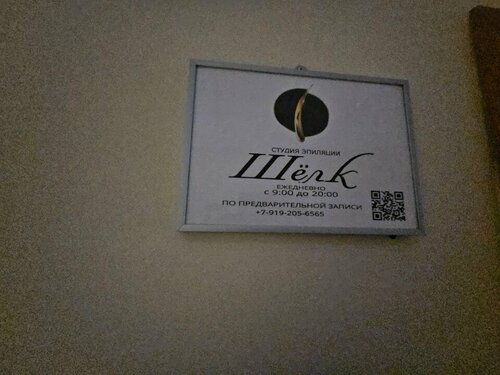 СТУДИЯ ЭПИЛЯЦИИ
Шёлк
ЕЖЕДНЕВНО
с 9:00 до 20:00
ПО ПРЕДВАРИТЕЛЬНОЙ ЗАПИСИ
+7-919-205-6565